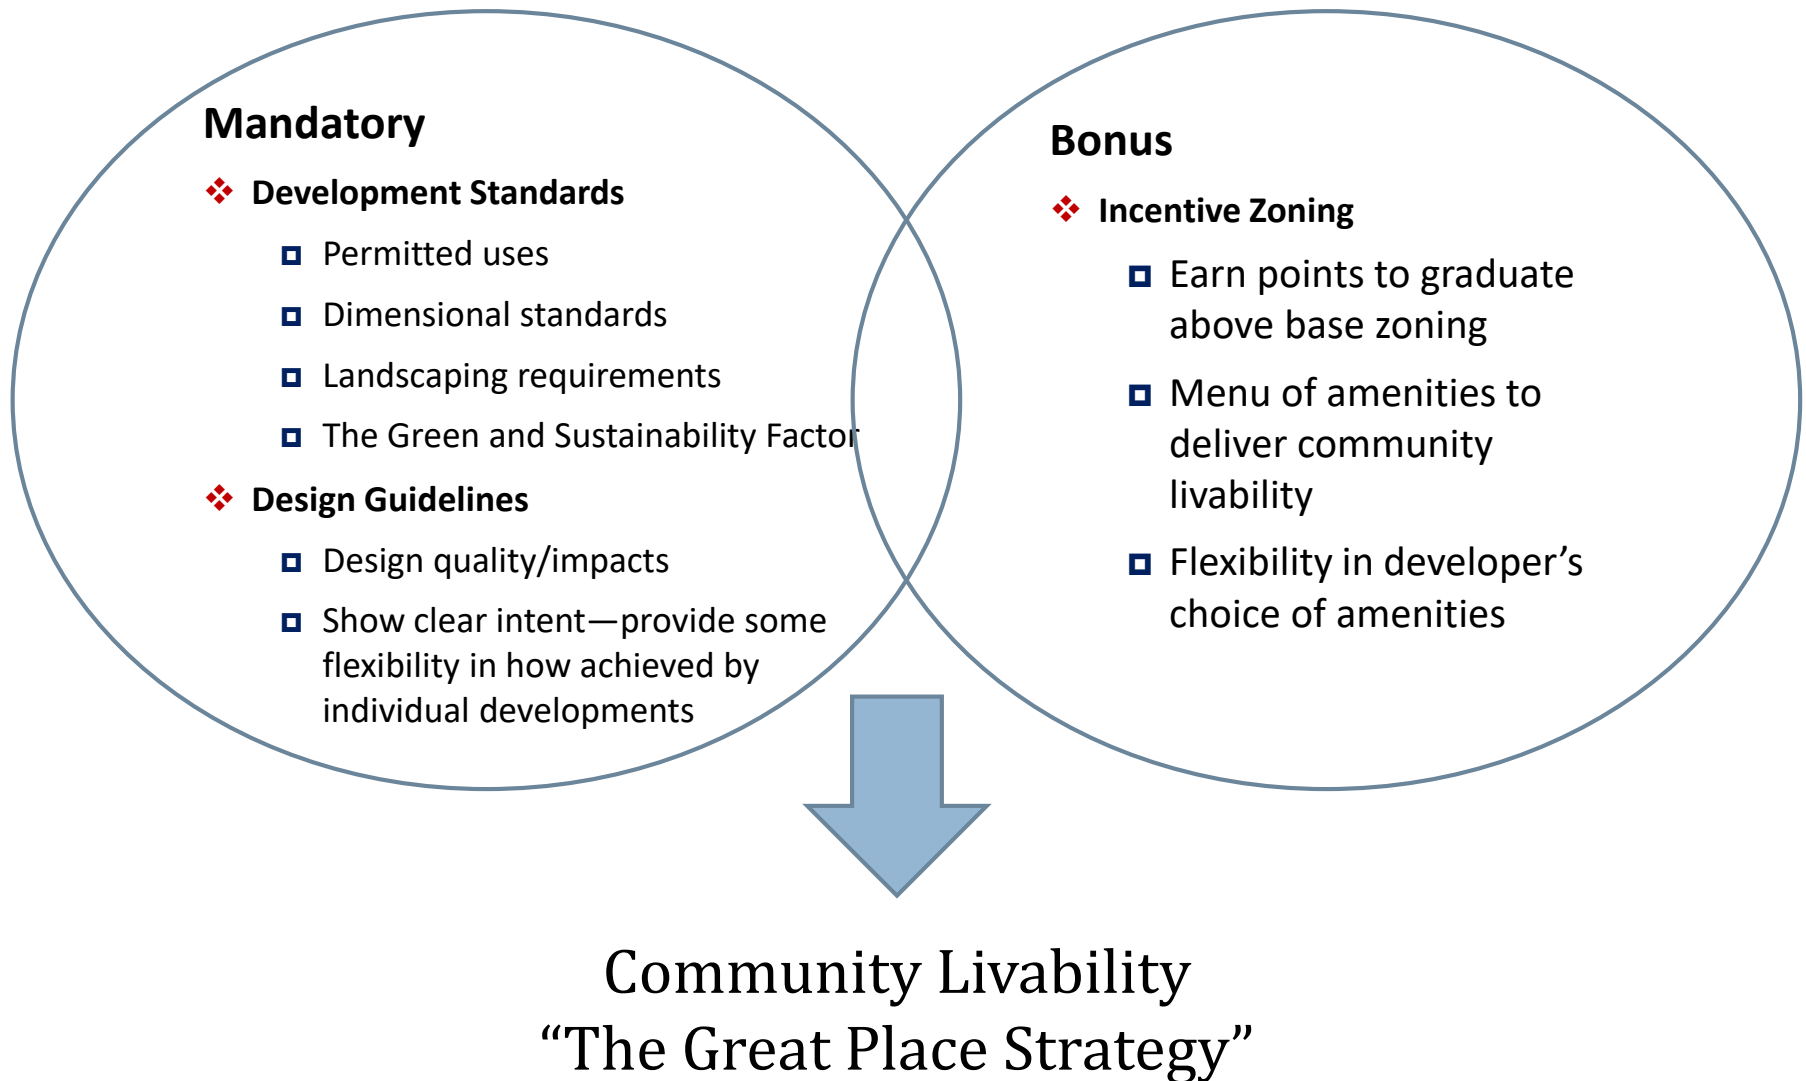 Mandatory
Development Standards
Permitted uses
Dimensional standards
Landscaping requirements
The Green and Sustainability Factor
Design Guidelines
Design quality/impacts
Show clear intent—provide some
flexibility in how achieved by
individual developments
Bonus
Incentive Zoning
Earn points to graduate
above base zoning
Menu of amenities to
deliver community
livability
Flexibility in developer’s
choice of amenities
Community Livability
“The Great Place Strategy”